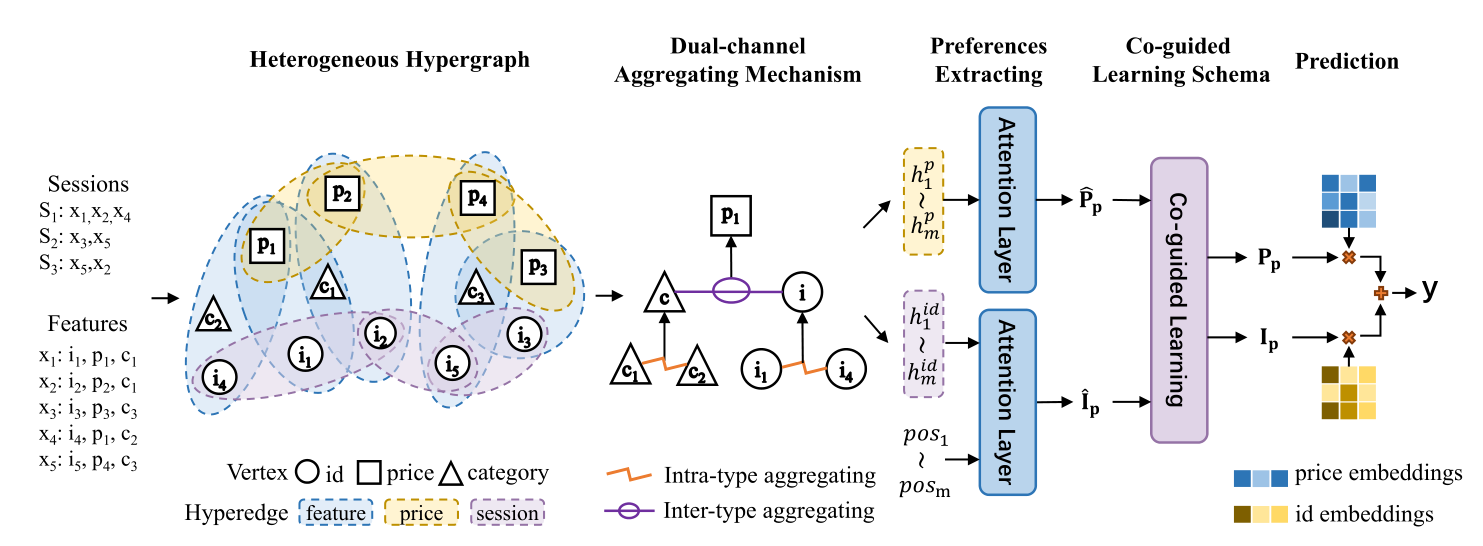 Heterogeneous Hypergraph
Dual-channel
Aggregating Mechanism
Preferences
Extracting
Co-guided
Learning Schema
Prediction
Sessions
S₁: x₁,x₂,x₄
S₂: x₃,x₅
S₃: x₅,x₂
Features
x₁: i₁, p₁, c₁
x₂: i₂, p₂, c₁
x₃: i₃, p₃, c₃
x₄: i₄, p₁, c₂
x₅: i₅, p₄, c₃
p₂
p₄
p₁
p₃
c₁
c₃
c₂
i₂
i₃
i₁
i₅
i₄
Vertex id price category
Hyperedge feature price session
p₁
c
i
c₁
c₂
i₁
i₄
Intra-type aggregating
Inter-type aggregating
h₁ᵖ
~
hₘᵖ
h₁ⁱᵈ
~
hₘⁱᵈ
pos₁
~
posₘ
Attention Layer
Attention Layer
P̂ₚ
Îₚ
Co-guided Learning
Pₚ
Iₚ
y
price embeddings
id embeddings